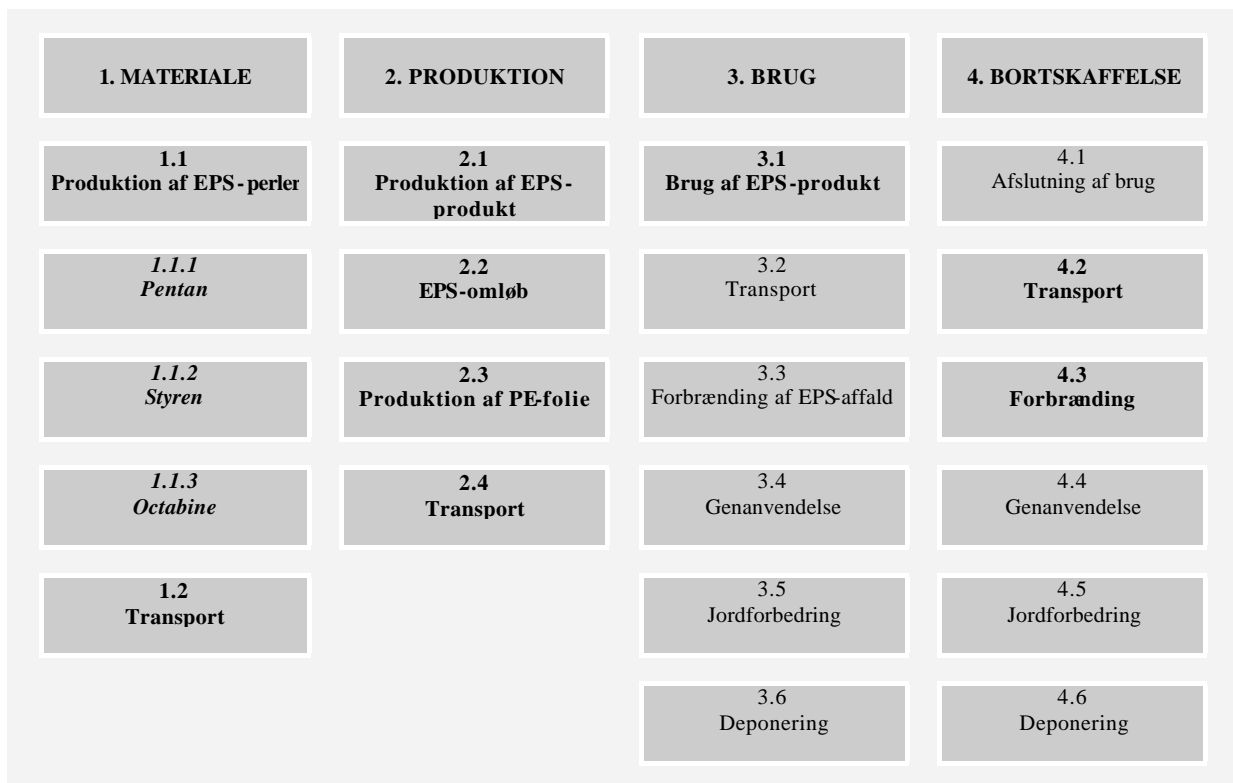 1. MATERIALE
2. PRODUKTION
3. BRUG
4. BORTSKAFFELSE
1.1
Produktion af EPS-perler
2.1
Produktion af EPS-
produkt
3.1
Brug af EPS-produkt
4.1
Afslutning af brug
1.1.1
Pentan
2.2
EPS-omløb
3.2
Transport
4.2
Transport
1.1.2
Styren
2.3
Produktion af PE-folie
3.3
Forbrænding af EPS-affald
4.3
Forbrænding
1.1.3
Octabine
2.4
Transport
3.4
Genanvendelse
4.4
Genanvendelse
1.2
Transport
3.5
Jordforbedring
4.5
Jordforbedring
3.6
Deponering
4.6
Deponering